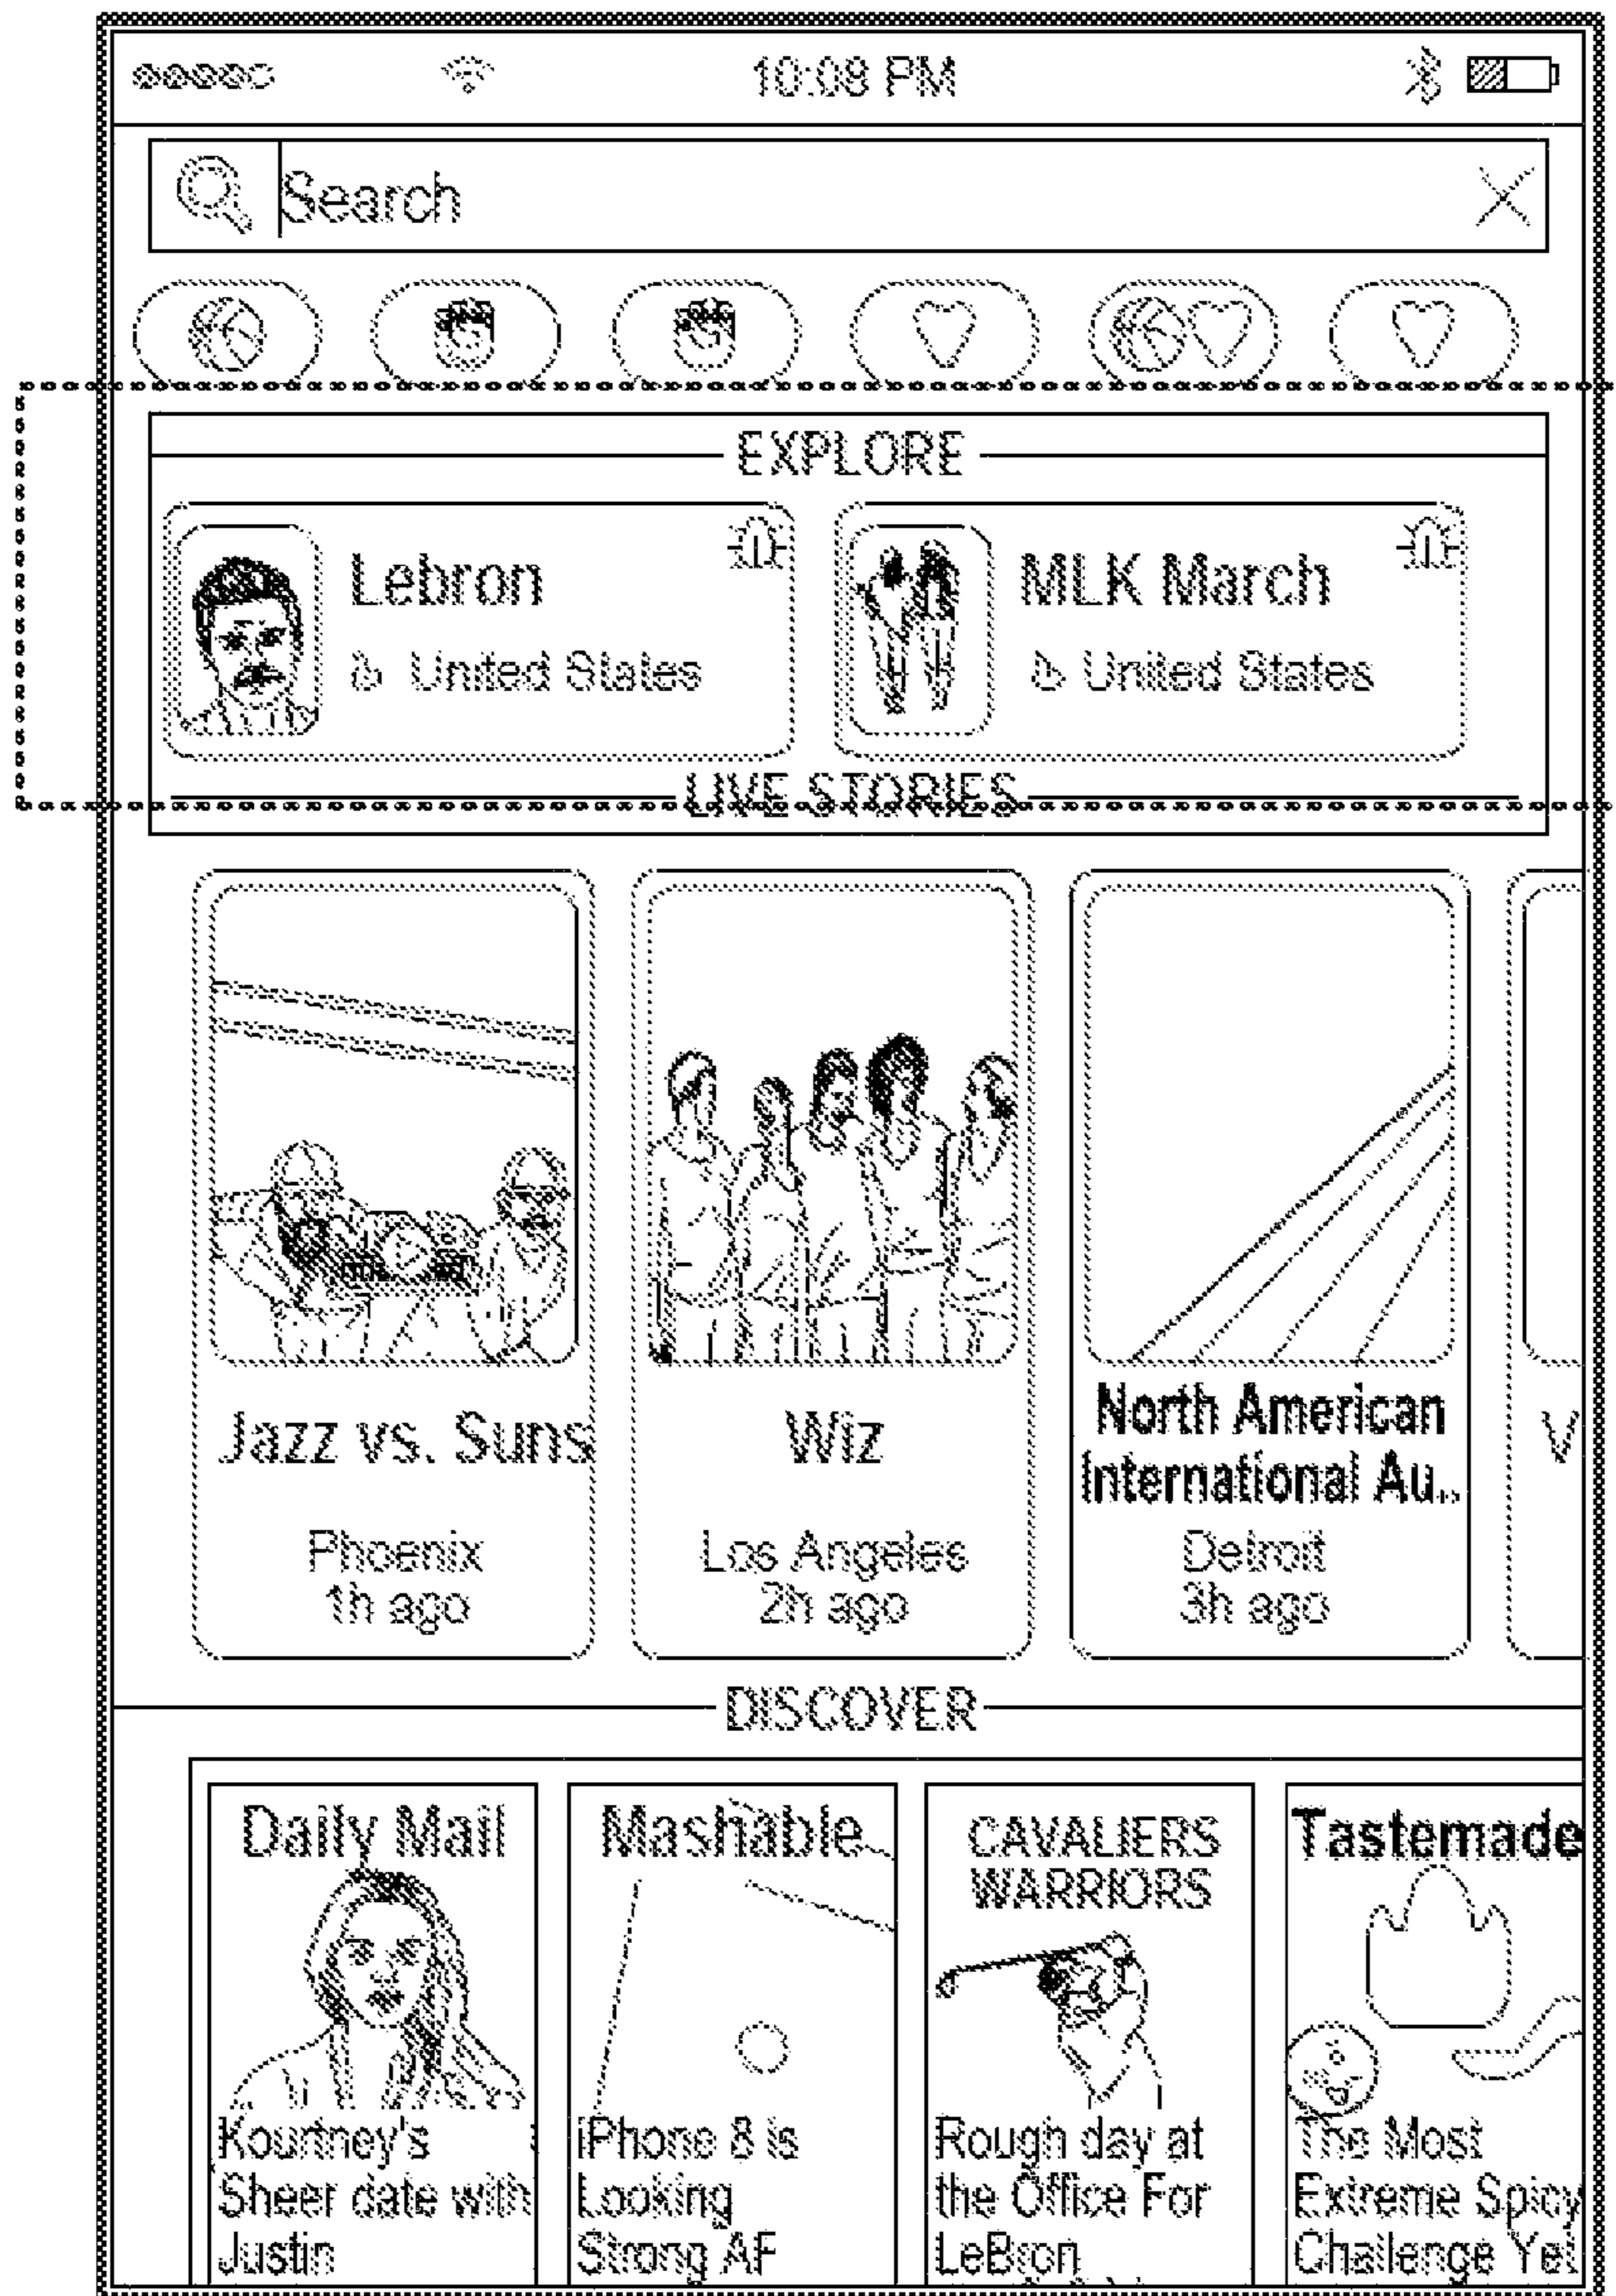 10:08 PM
Search
EXPLORE
Lebron
United States
MLK March
United States
LIVE STORIES
Jazz vs. Suns
Phoenix
1h ago
Wiz
Los Angeles
2h ago
North American
International Au..
Detroit
3h ago
V
DISCOVER
Daily Mail
Kourtney's
Sheer date with
Justin
Mashable
iPhone 8 is
Looking
Strong AF
CAVALIERS
WARRIORS
Rough day at
the Office For
LeBron
Tastemade
The Most
Extreme Spicy
Challenge Yet